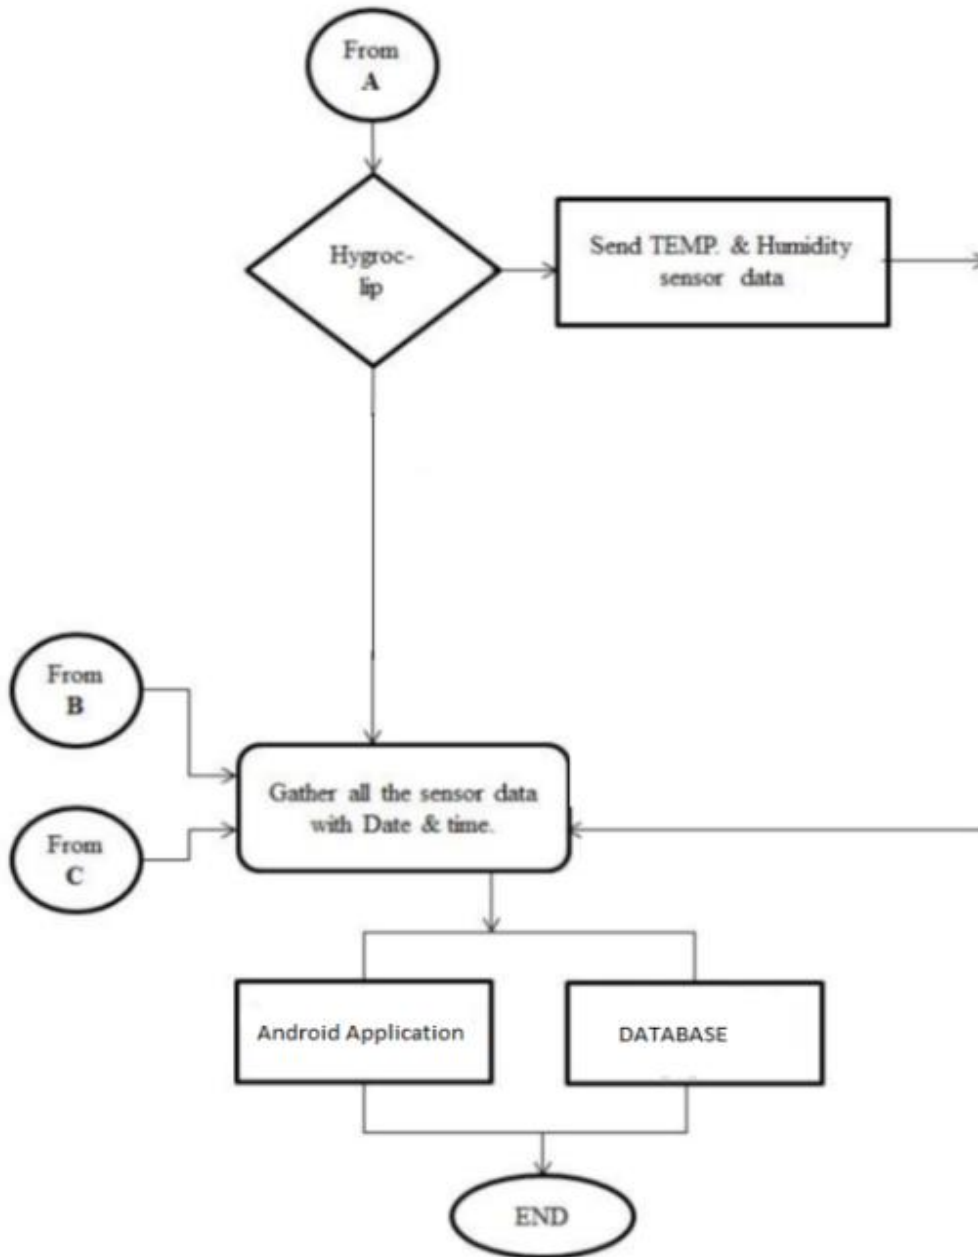 From
A
Hygroc-
lip
Send TEMP. & Humidity
sensor data
From
B
Gather all the sensor data
with Date & time.
From
C
Android Application
DATABASE
END